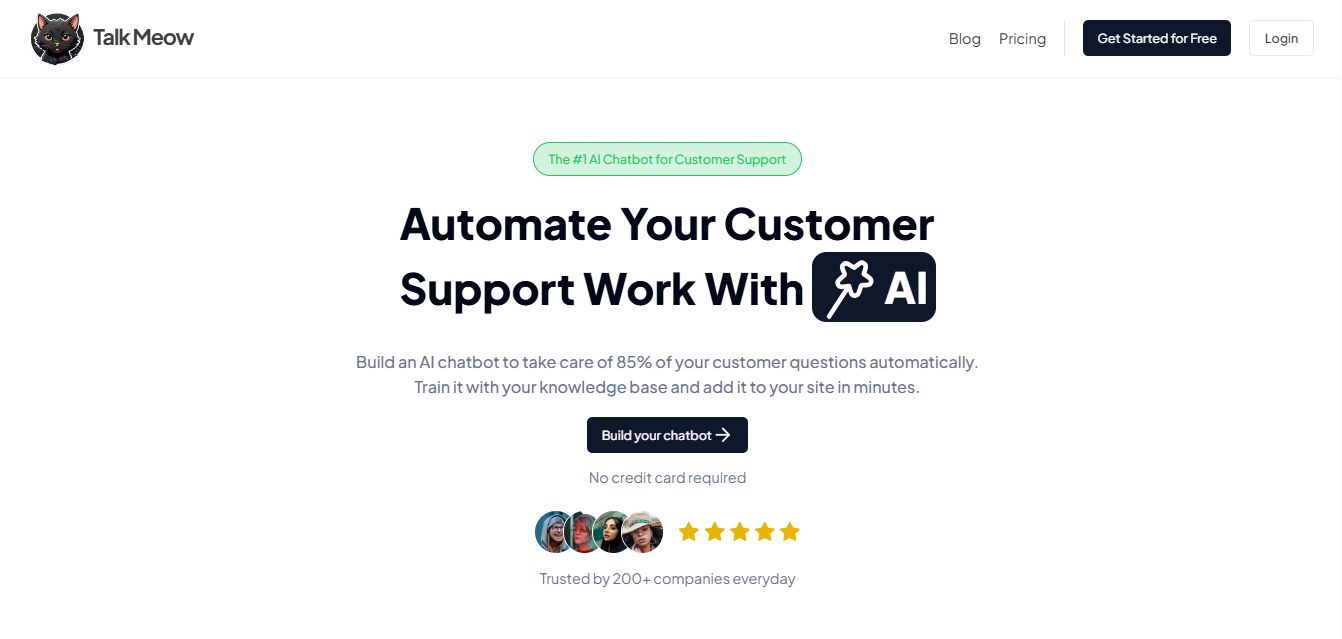 Talk Meow
Blog
Pricing
Get Started for Free
Login
The #1 AI Chatbot for Customer Support
Automate Your Customer
Support Work With AI
Build an AI chatbot to take care of 85% of your customer questions automatically.
Train it with your knowledge base and add it to your site in minutes.
Build your chatbot
No credit card required
Trusted by 200+ companies everyday